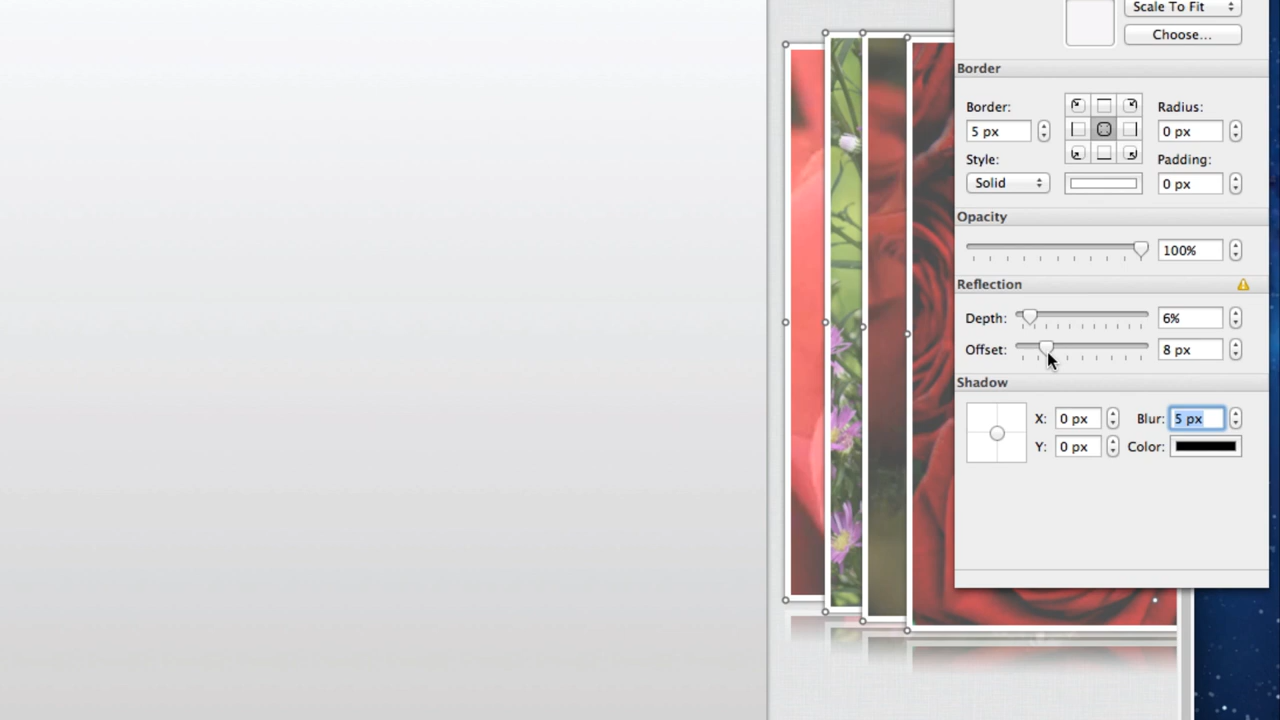 Scale To Fit
Choose...
Border
Border:
Radius:
5 px
0 px
Style:
Padding:
Solid
0 px
Opacity
100%
Reflection
Depth:
6%
Offset:
8 px
Shadow
X: 0 px
Blur: 5 px
Y: 0 px
Color: